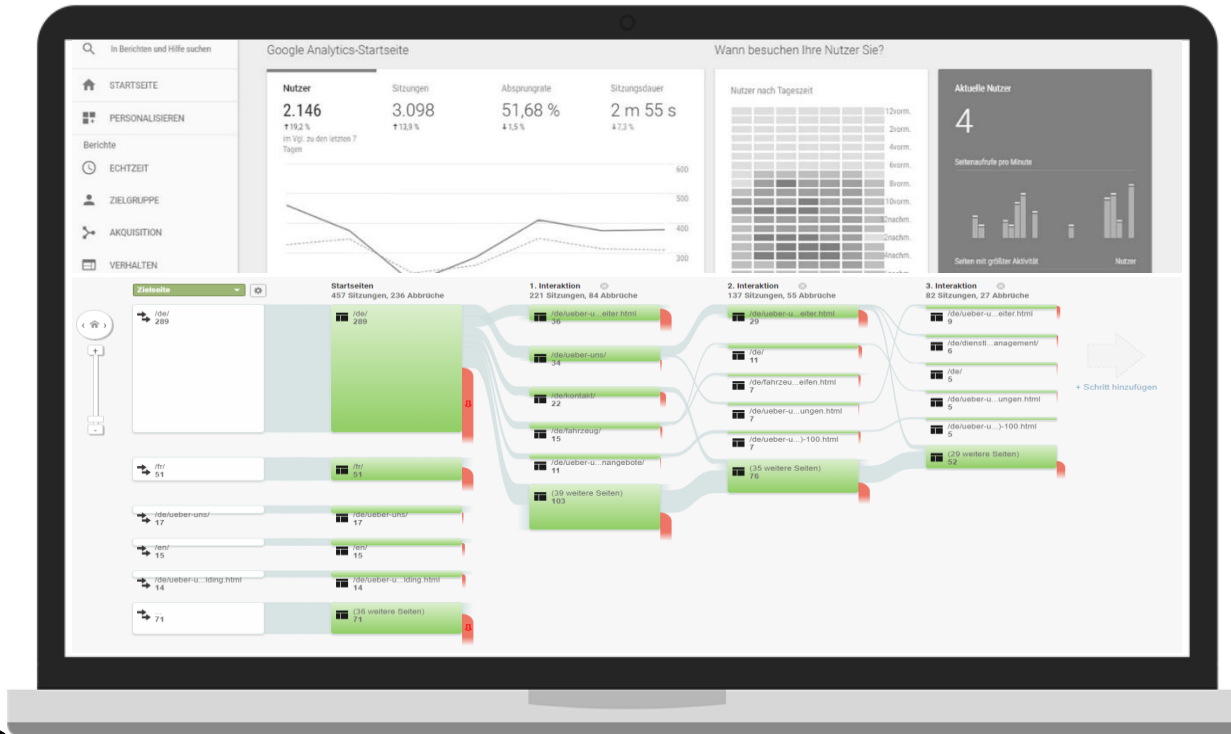 In Berichten und Hilfe suchen
STARTSEITE
PERSONALISIEREN
Berichte
ECHTZEIT
ZIELGRUPPE
AKQUISITION
VERHALTEN
Google Analytics-Startseite
Nutzer
2.146
↑19,2 %
im Vgl. zu den letzten 7
Tagen
Sitzungen
3.098
↑13,9 %
Absprungrate
51,68 %
↓1,5 %
Sitzungsdauer
2 m 55 s
↓7,3 %
600
500
400
300
Wann besuchen Ihre Nutzer Sie?
Nutzer nach Tageszeit
12vorm.
2vorm.
4vorm.
6vorm.
8vorm.
10vorm.
12nachm.
2nachm.
4nachm.
Aktuelle Nutzer
4
Seitenaufrufe pro Minute
Seiten mit größter Aktivität Nutzer
Zielseite
/de/
289
/fr/
51
/de/ueber-uns/
17
/en/
15
/de/ueber-u...lding.html
14
...
71
Startseiten
457 Sitzungen, 236 Abbrüche
/de/
289
/fr/
51
/de/ueber-uns/
17
/en/
15
/de/ueber-u...lding.html
14
(36 weitere Seiten)
71
1. Interaktion
221 Sitzungen, 84 Abbrüche
/de/ueber-u...eiter.html
36
/de/ueber-uns/
34
/de/kontakt/
22
/de/fahrzeug/
15
/de/ueber-u...nangebote/
11
(39 weitere Seiten)
103
2. Interaktion
137 Sitzungen, 55 Abbrüche
/de/ueber-u...eiter.html
29
/de/
11
/de/fahrzeu...eifen.html
7
/de/ueber-u...ungen.html
7
/de/ueber-u...)-100.html
7
(35 weitere Seiten)
76
3. Interaktion
82 Sitzungen, 27 Abbrüche
/de/ueber-u...eiter.html
9
/de/dienstl...anagement/
6
/de/
5
/de/ueber-u...ungen.html
5
/de/ueber-u...)-100.html
5
(29 weitere Seiten)
52
+ Schritt hinzufügen